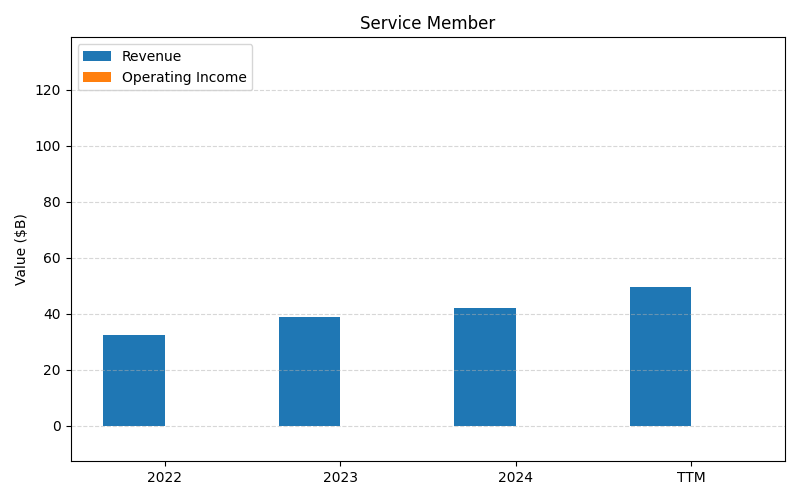 Service Member
Revenue
Operating Income
Value ($B)
120
100
80
60
40
20
0
2022 2023 2024 TTM